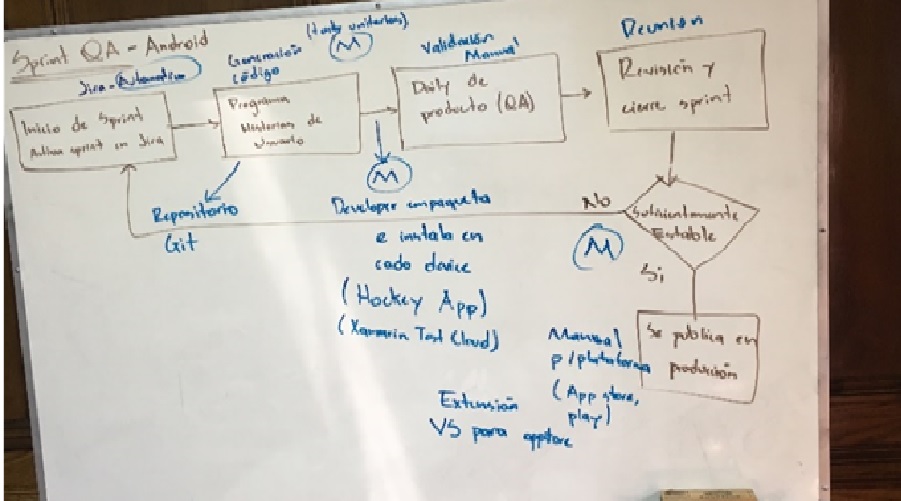 Sprint QA - Android
Jira - Automático
Inicio de Sprint
sprint en Jira
Generación
código
Programa
Historias de
Usuario
(tests unitarios)
M
Validación
Manual
Daily de
producto (QA)
Reunión
Revisión y
cierre sprint
Repositorio
Git
M
Developer empaqueta
e instala en
cada device
(Hockey App)
(Xamarin Test Cloud)
No
Suficientemente
Estable
M
Si
Se publica en
producción
Manual
p/plataforma
(App store,
play)
Extensión
VS para appstore